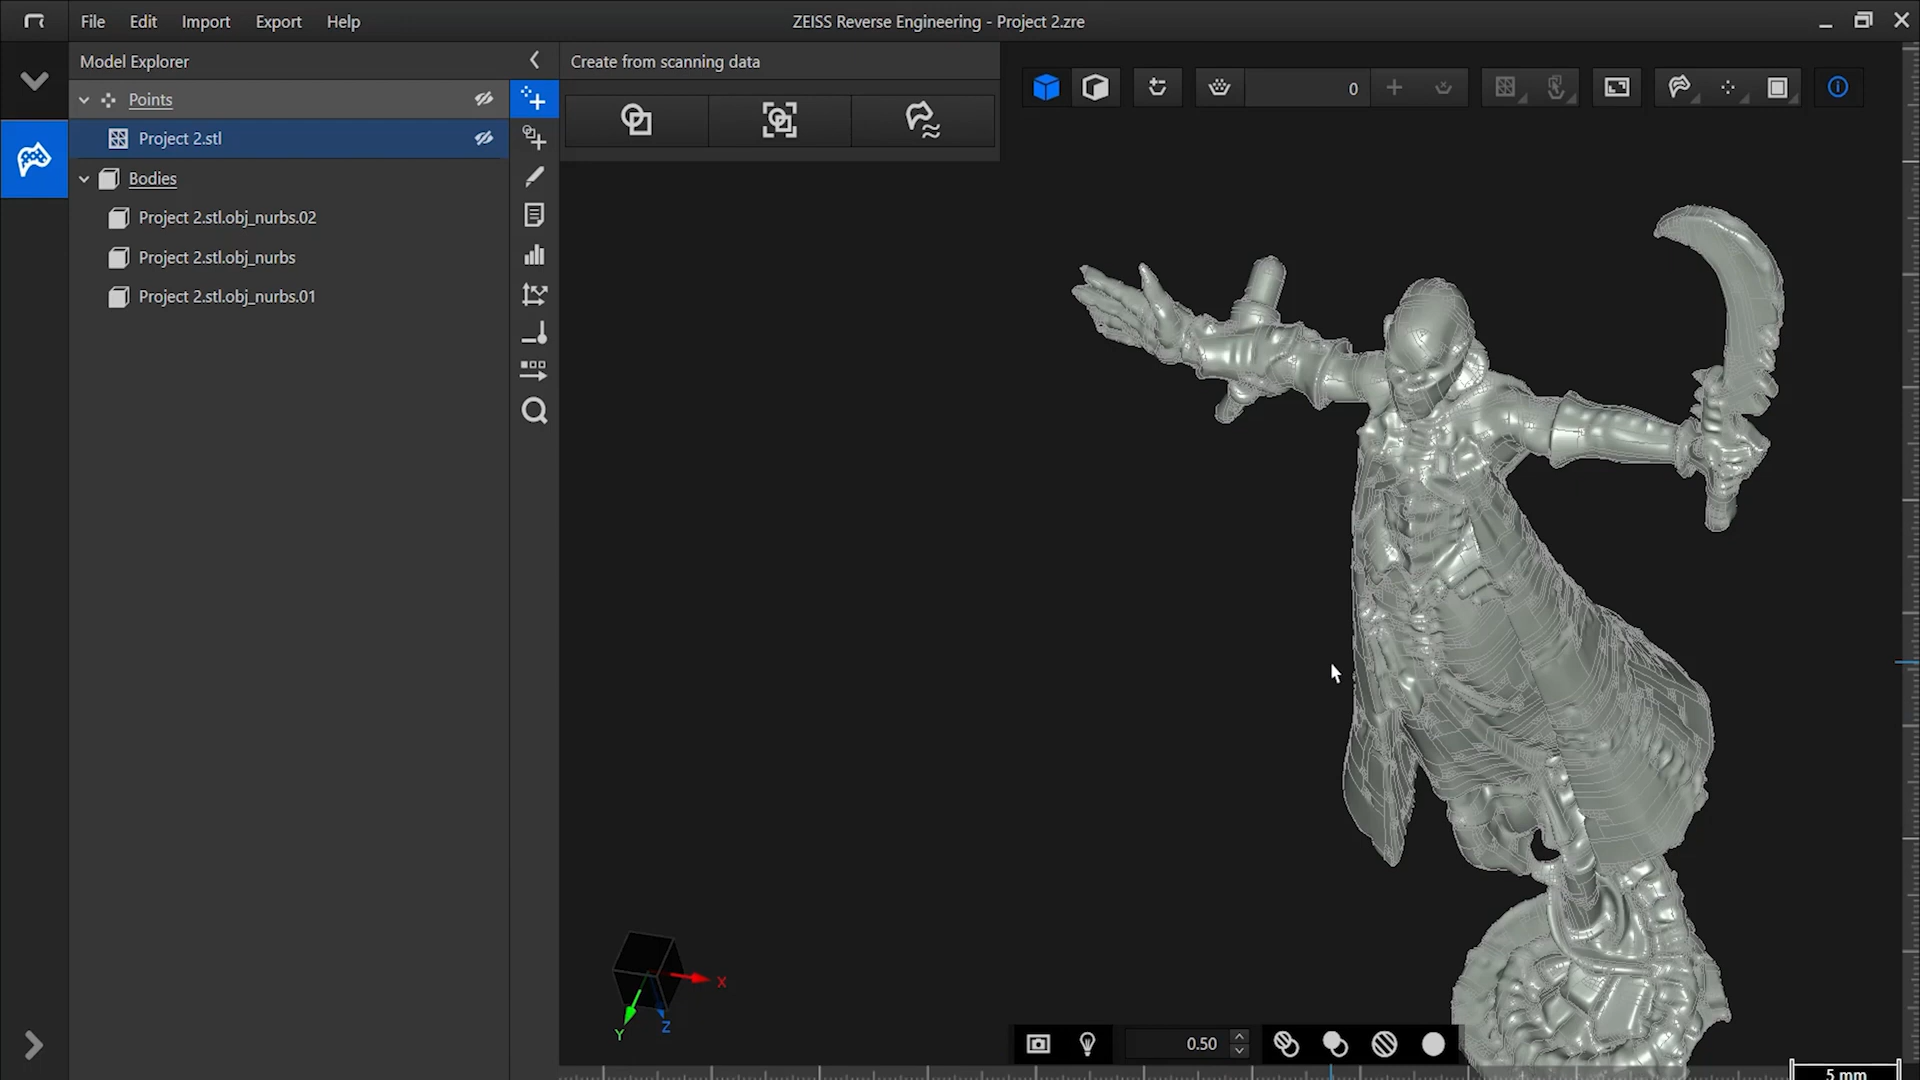 File Edit Import Export Help
ZEISS Reverse Engineering - Project 2.zre
Model Explorer
Create from scanning data
Points
Project 2.stl
Bodies
Project 2.stl.obj_nurbs.02
Project 2.stl.obj_nurbs
Project 2.stl.obj_nurbs.01
0
X
Y
Z
0.50
5 mm